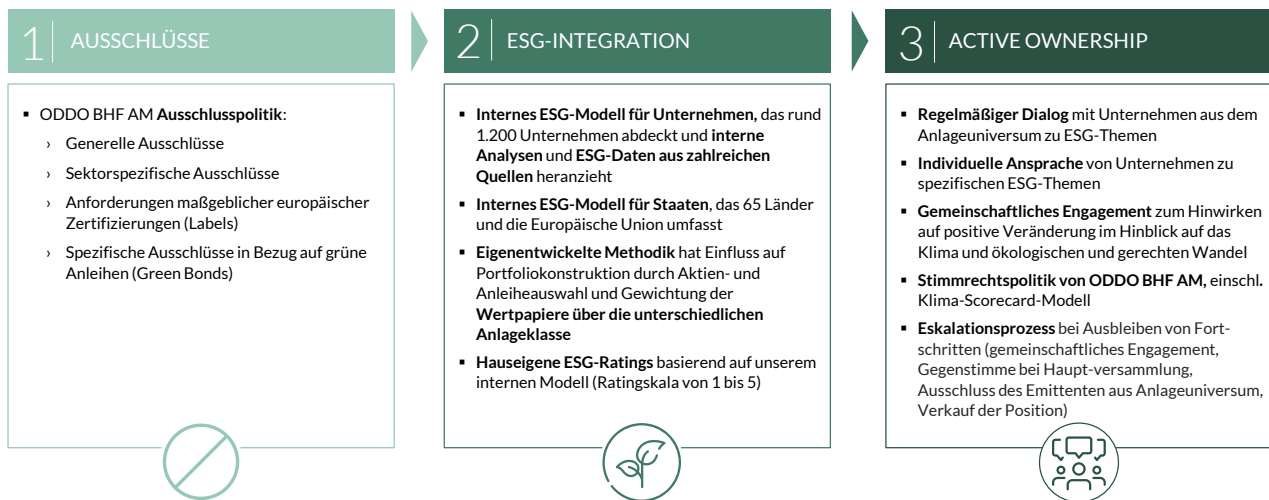 1 AUSSCHLÜSSE
▪ ODDO BHF AM Ausschlusspolitik:
› Generelle Ausschlüsse
› Sektorspezifische Ausschlüsse
› Anforderungen maßgeblicher europäischer
Zertifizierungen (Labels)
› Spezifische Ausschlüsse in Bezug auf grüne
Anleihen (Green Bonds)
2 ESG-INTEGRATION
▪ Internes ESG-Modell für Unternehmen, das rund
1.200 Unternehmen abdeckt und interne
Analysen und ESG-Daten aus zahlreichen
Quellen heranzieht
▪ Internes ESG-Modell für Staaten, das 65 Länder
und die Europäische Union umfasst
▪ Eigenentwickelte Methodik hat Einfluss auf
Portfoliokonstruktion durch Aktien- und
Anleiheauswahl und Gewichtung der
Wertpapiere über die unterschiedlichen
Anlageklasse
▪ Hauseigene ESG-Ratings basierend auf unserem
internen Modell (Ratingskala von 1 bis 5)
3 ACTIVE OWNERSHIP
▪ Regelmäßiger Dialog mit Unternehmen aus dem
Anlageuniversum zu ESG-Themen
▪ Individuelle Ansprache von Unternehmen zu
spezifischen ESG-Themen
▪ Gemeinschaftliches Engagement zum Hinwirken
auf positive Veränderung im Hinblick auf das
Klima und ökologischen und gerechten Wandel
▪ Stimmrechtspolitik von ODDO BHF AM, einschl.
Klima-Scorecard-Modell
▪ Eskalationsprozess bei Ausbleiben von Fort-
schritten (gemeinschaftliches Engagement,
Gegenstimme bei Haupt-versammlung,
Ausschluss des Emittenten aus Anlageuniversum,
Verkauf der Position)